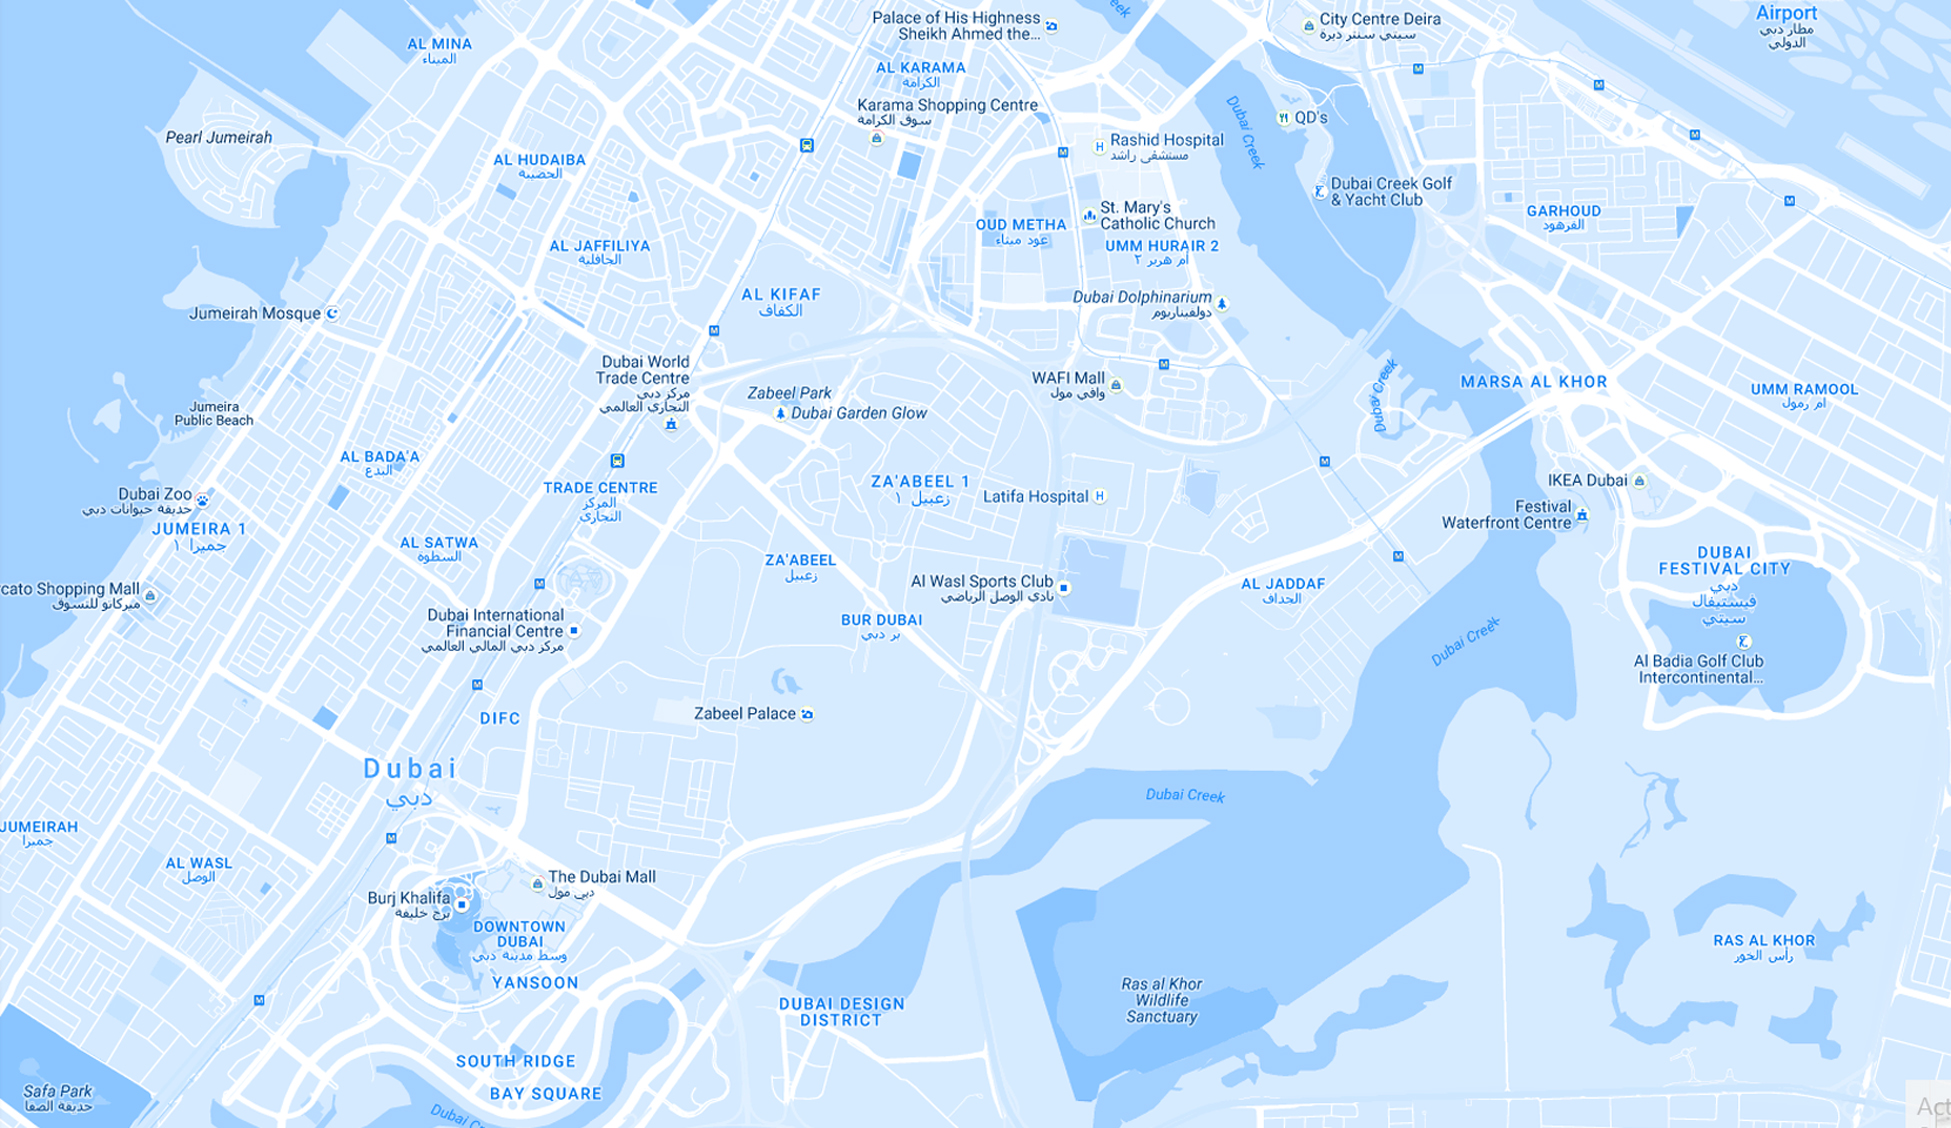 Palace of His Highness
Sheikh Ahmed the...
Creek
City Centre Deira
سيتي سنتر ديرة
Airport
مطار دبي
الدولي
AL MINA
الميناء
AL KARAMA
الكرامة
Karama Shopping Centre
سوق الكرامة
Dubai Creek
QD's
Pearl Jumeirah
Rashid Hospital
مستشفى راشد
AL HUDAIBA
الحضيبة
Dubai Creek Golf
& Yacht Club
St. Mary's
Catholic Church
OUD METHA
عود ميثاء
GARHOUD
القرهود
UMM HURAIR 2
أم هرير ٢
AL JAFFILIYA
الجافلية
AL KIFAF
الكفاف
Dubai Dolphinarium
دولفيناريوم
Jumeirah Mosque
Dubai World
Trade Centre
مركز دبي
التجاري العالمي
Zabeel Park
Dubai Garden Glow
WAFI Mall
وافي مول
Dubai Creek
MARSA AL KHOR
UMM RAMOOL
ام رمول
Jumeira
Public Beach
AL BADA'A
البدع
TRADE CENTRE
المركز
التجاري
ZA'ABEEL 1
زعبيل ١
Latifa Hospital
IKEA Dubai
Dubai Zoo
حديقة حيوانات دبي
JUMEIRA 1
جميرا ١
Festival
Waterfront Centre
AL SATWA
السطوة
ZA'ABEEL
زعبيل
DUBAI
FESTIVAL CITY
دبي
فيستيفال
سيتي
cato Shopping Mall
ميركاتو للتسوق
Al Wasl Sports Club
نادي الوصل الرياضي
AL JADDAF
الجداف
Dubai International
Financial Centre
مركز دبي المالي العالمي
BUR DUBAI
بر دبي
Dubai Creek
Al Badia Golf Club
Intercontinental...
Zabeel Palace
DIFC
Dubai
دبي
Dubai Creek
JUMEIRAH
جميرا
AL WASL
الوصل
The Dubai Mall
دبي مول
Burj Khalifa
برج خليفة
DOWNTOWN
DUBAI
وسط مدينة دبي
RAS AL KHOR
رأس الخور
YANSOON
Ras al Khor
Wildlife
Sanctuary
DUBAI DESIGN
DISTRICT
SOUTH RIDGE
BAY SQUARE
Safa Park
حديقة الصفا
Dubai Cr
Act